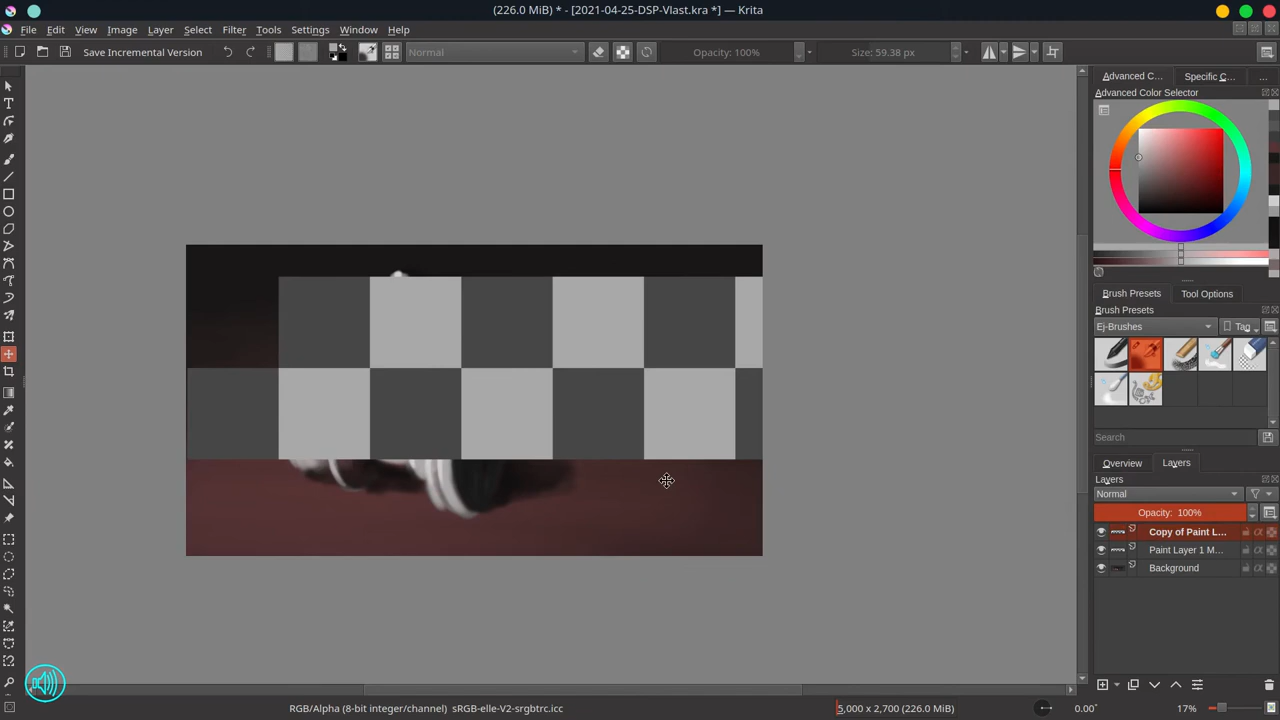 (226.0 MiB) * - [2021-04-25-DSP-Vlast.kra *] — Krita
File Edit View Image Layer Select Filter Tools Settings Window Help
Save Incremental Version
Normal
Opacity: 100%
Size: 59.38 px
Advanced C...
Specific C...
...
Advanced Color Selector
Brush Presets
Tool Options
Brush Presets
Ej-Brushes
Tag
Search
Overview
Layers
Layers
Normal
Opacity: 100%
Copy of Paint L...
Paint Layer 1 M...
Background
RGB/Alpha (8-bit integer/channel) sRGB-elle-V2-srgbtrc.icc
5,000 x 2,700 (226.0 MiB)
0.00°
17%